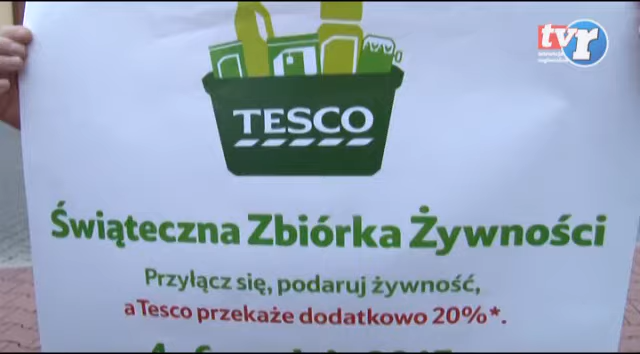 tvr
TESCO
Świąteczna Zbiórka Żywności
Przyłącz się, podaruj żywność,
a Tesco przekaże dodatkowo 20%*.